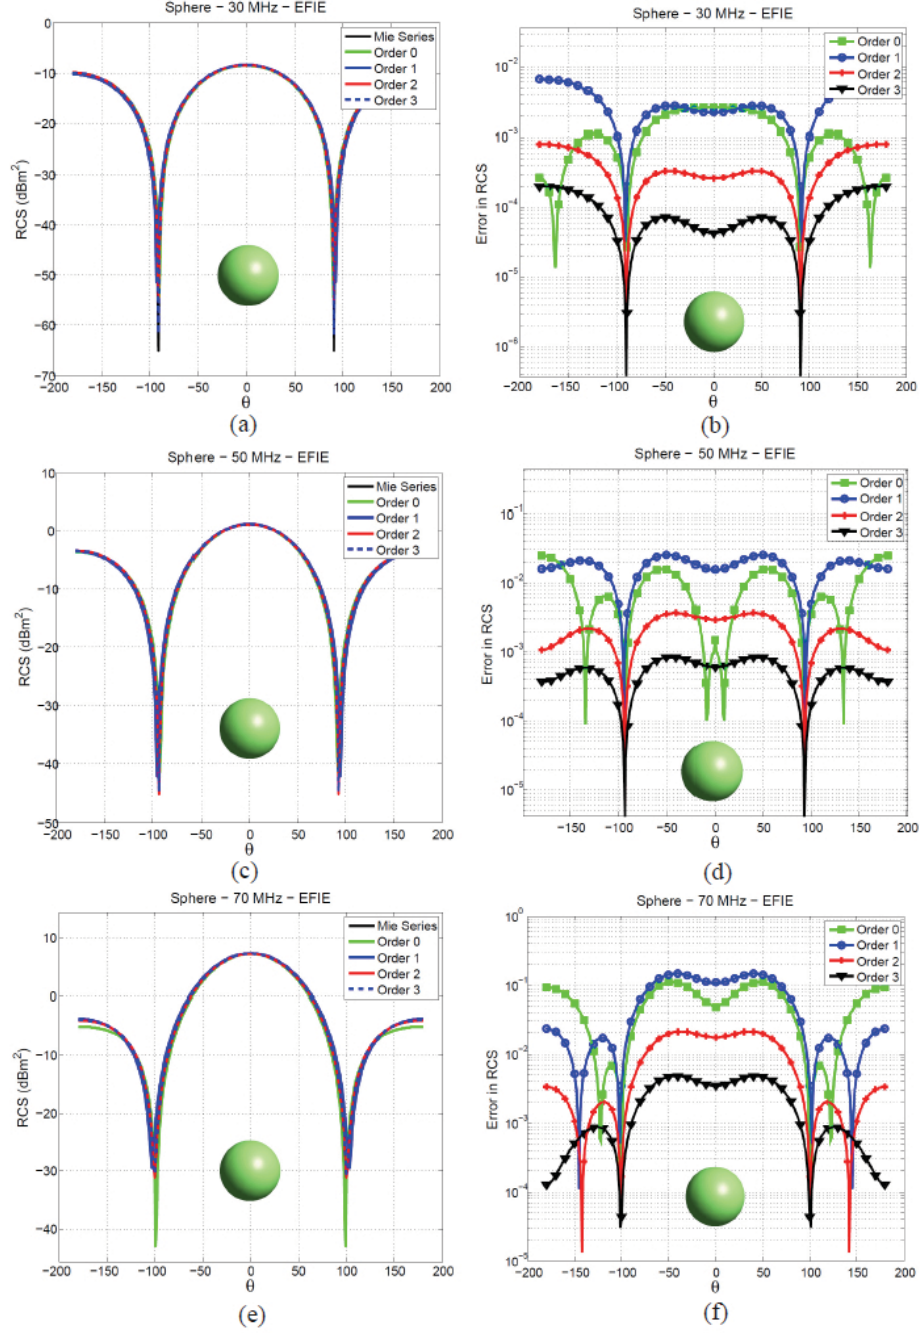 Sphere − 30 MHz − EFIE
0
−10
−20
−30
−40
−50
−60
−70
RCS (dBm²)
Mie Series
Order 0
Order 1
Order 2
Order 3
−200 −150 −100 −50 0 50 100 150 200
θ
(a)
Sphere − 30 MHz − EFIE
10⁻²
10⁻³
10⁻⁴
10⁻⁵
10⁻⁶
Error in RCS
Order 0
Order 1
Order 2
Order 3
−200 −150 −100 −50 0 50 100 150 200
θ
(b)
Sphere − 50 MHz − EFIE
10
0
−10
−20
−30
−40
−50
RCS (dBm²)
Mie Series
Order 0
Order 1
Order 2
Order 3
−200 −150 −100 −50 0 50 100 150 200
θ
(c)
Sphere − 50 MHz − EFIE
10⁻¹
10⁻²
10⁻³
10⁻⁴
10⁻⁵
Error in RCS
Order 0
Order 1
Order 2
Order 3
−150 −100 −50 0 50 100 150 200
θ
(d)
Sphere − 70 MHz − EFIE
10
0
−10
−20
−30
−40
RCS (dBm²)
Mie Series
Order 0
Order 1
Order 2
Order 3
−200 −150 −100 −50 0 50 100 150 200
θ
(e)
Sphere − 70 MHz − EFIE
10⁰
10⁻¹
10⁻²
10⁻³
10⁻⁴
10⁻⁵
Error in RCS
Order 0
Order 1
Order 2
Order 3
−200 −150 −100 −50 0 50 100 150 200
θ
(f)